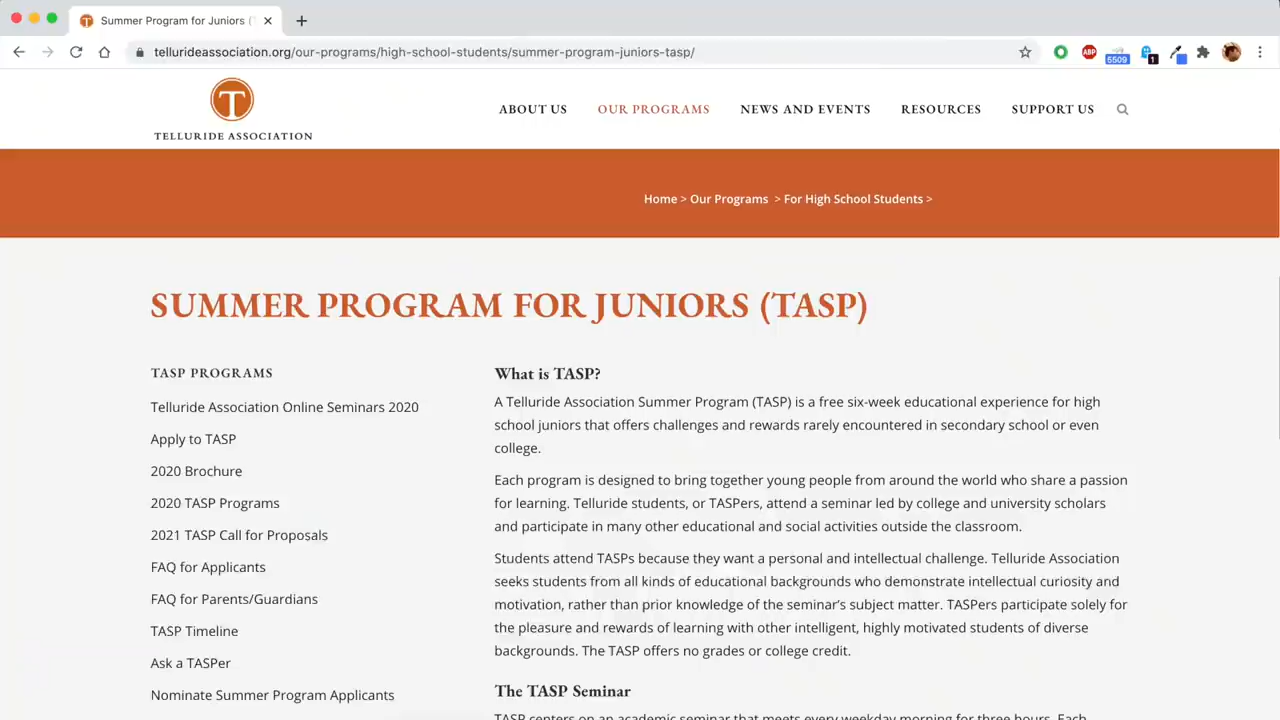 Summer Program for Juniors (
tellurideassociation.org/our-programs/high-school-students/summer-program-juniors-tasp/
ABP
5509
1
T
TELLURIDE ASSOCIATION
ABOUT US
OUR PROGRAMS
NEWS AND EVENTS
RESOURCES
SUPPORT US
Home > Our Programs > For High School Students >
SUMMER PROGRAM FOR JUNIORS (TASP)
TASP PROGRAMS
Telluride Association Online Seminars 2020
Apply to TASP
2020 Brochure
2020 TASP Programs
2021 TASP Call for Proposals
FAQ for Applicants
FAQ for Parents/Guardians
TASP Timeline
Ask a TASPer
Nominate Summer Program Applicants
What is TASP?
A Telluride Association Summer Program (TASP) is a free six-week educational experience for high
school juniors that offers challenges and rewards rarely encountered in secondary school or even
college.
Each program is designed to bring together young people from around the world who share a passion
for learning. Telluride students, or TASPers, attend a seminar led by college and university scholars
and participate in many other educational and social activities outside the classroom.
Students attend TASPs because they want a personal and intellectual challenge. Telluride Association
seeks students from all kinds of educational backgrounds who demonstrate intellectual curiosity and
motivation, rather than prior knowledge of the seminar's subject matter. TASPers participate solely for
the pleasure and rewards of learning with other intelligent, highly motivated students of diverse
backgrounds. The TASP offers no grades or college credit.
The TASP Seminar
TASP centers on an academic seminar that meets every weekday morning for three hours. Each